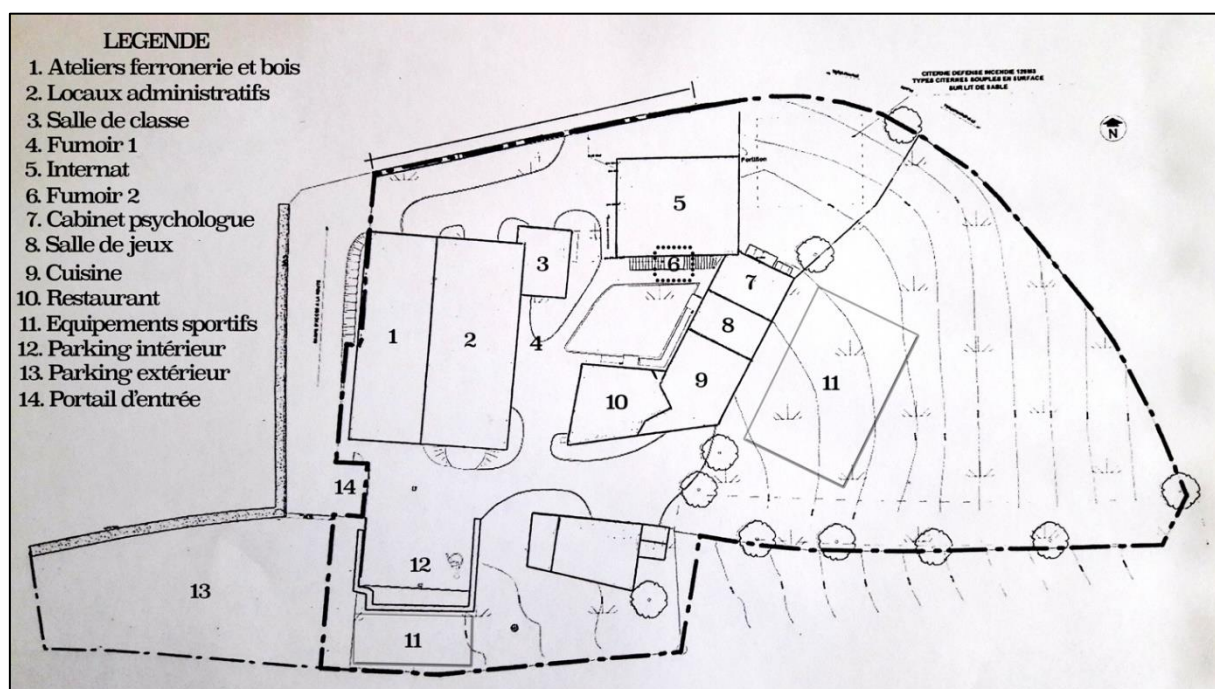 LEGENDE
1. Ateliers ferronerie et bois
2. Locaux administratifs
3. Salle de classe
4. Fumoir 1
5. Internat
6. Fumoir 2
7. Cabinet psychologue
8. Salle de jeux
9. Cuisine
10. Restaurant
11. Equipements sportifs
12. Parking intérieur
13. Parking extérieur
14. Portail d'entrée
CITERNE DEFENSE INCENDIE 120M3
TYPES CITERNES SOUPLES EN SURFACE
SUR LIT DE SABLE
N
Portillon
5
3
6
7
1
2
4
8
9
10
11
14
12
13
11